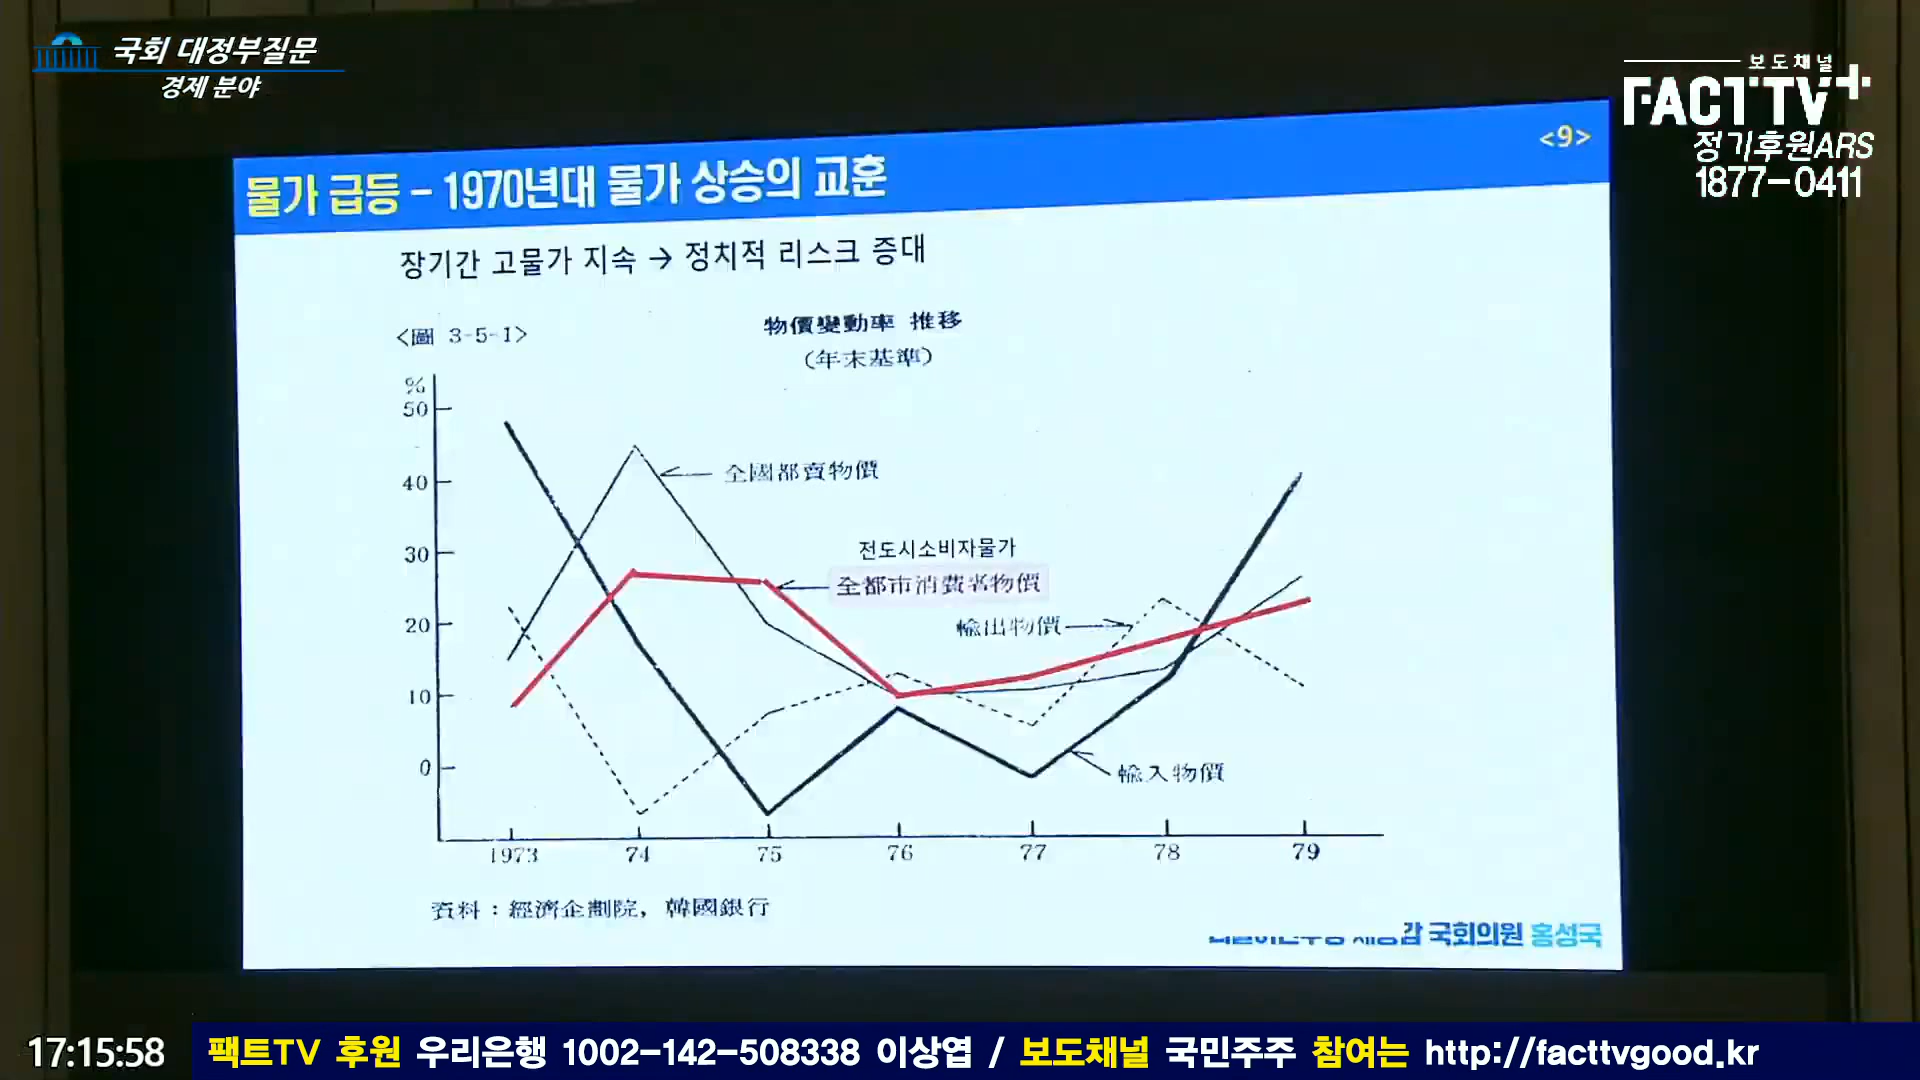 국회 대정부질문
경제 분야
보도채널
FACTTV+
정기후원ARS
1877-0411
<9>
물가 급등 - 1970년대 물가 상승의 교훈
장기간 고물가 지속 → 정치적 리스크 증대
<圖 3-5-1>
物價變動率 推移
(年末基準)
%
50
40
30
20
10
0
全國都賣物價
전도시소비자물가
全都市消費者物價
輸出物價
輸入物價
1973 74 75 76 77 78 79
資料 : 經濟企劃院, 韓國銀行
갑 국회의원 홍성국
17:15:58
팩트TV 후원 우리은행 1002-142-508338 이상엽 / 보도채널 국민주주 참여는 http://facttvgood.kr